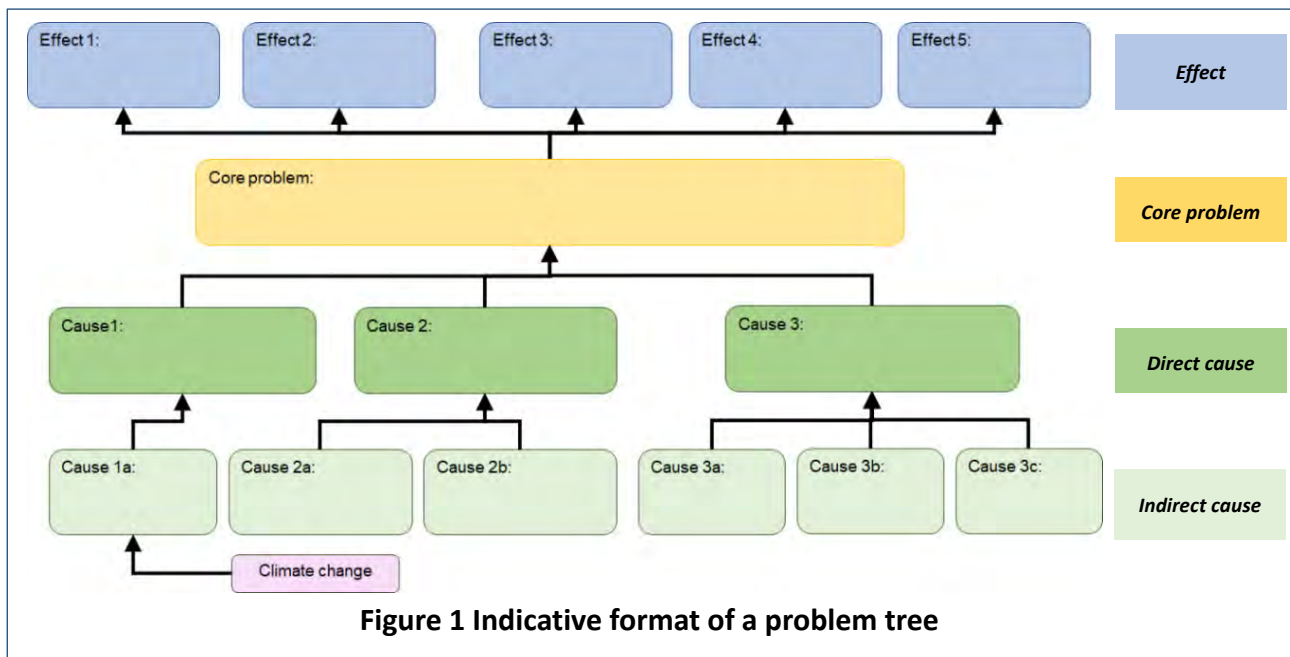 Effect 1:
Effect 2:
Effect 3:
Effect 4:
Effect 5:
Effect
Core problem:
Core problem
Cause1:
Cause 2:
Cause 3:
Direct cause
Cause 1a:
Cause 2a:
Cause 2b:
Cause 3a:
Cause 3b:
Cause 3c:
Indirect cause
Climate change
Figure 1 Indicative format of a problem tree